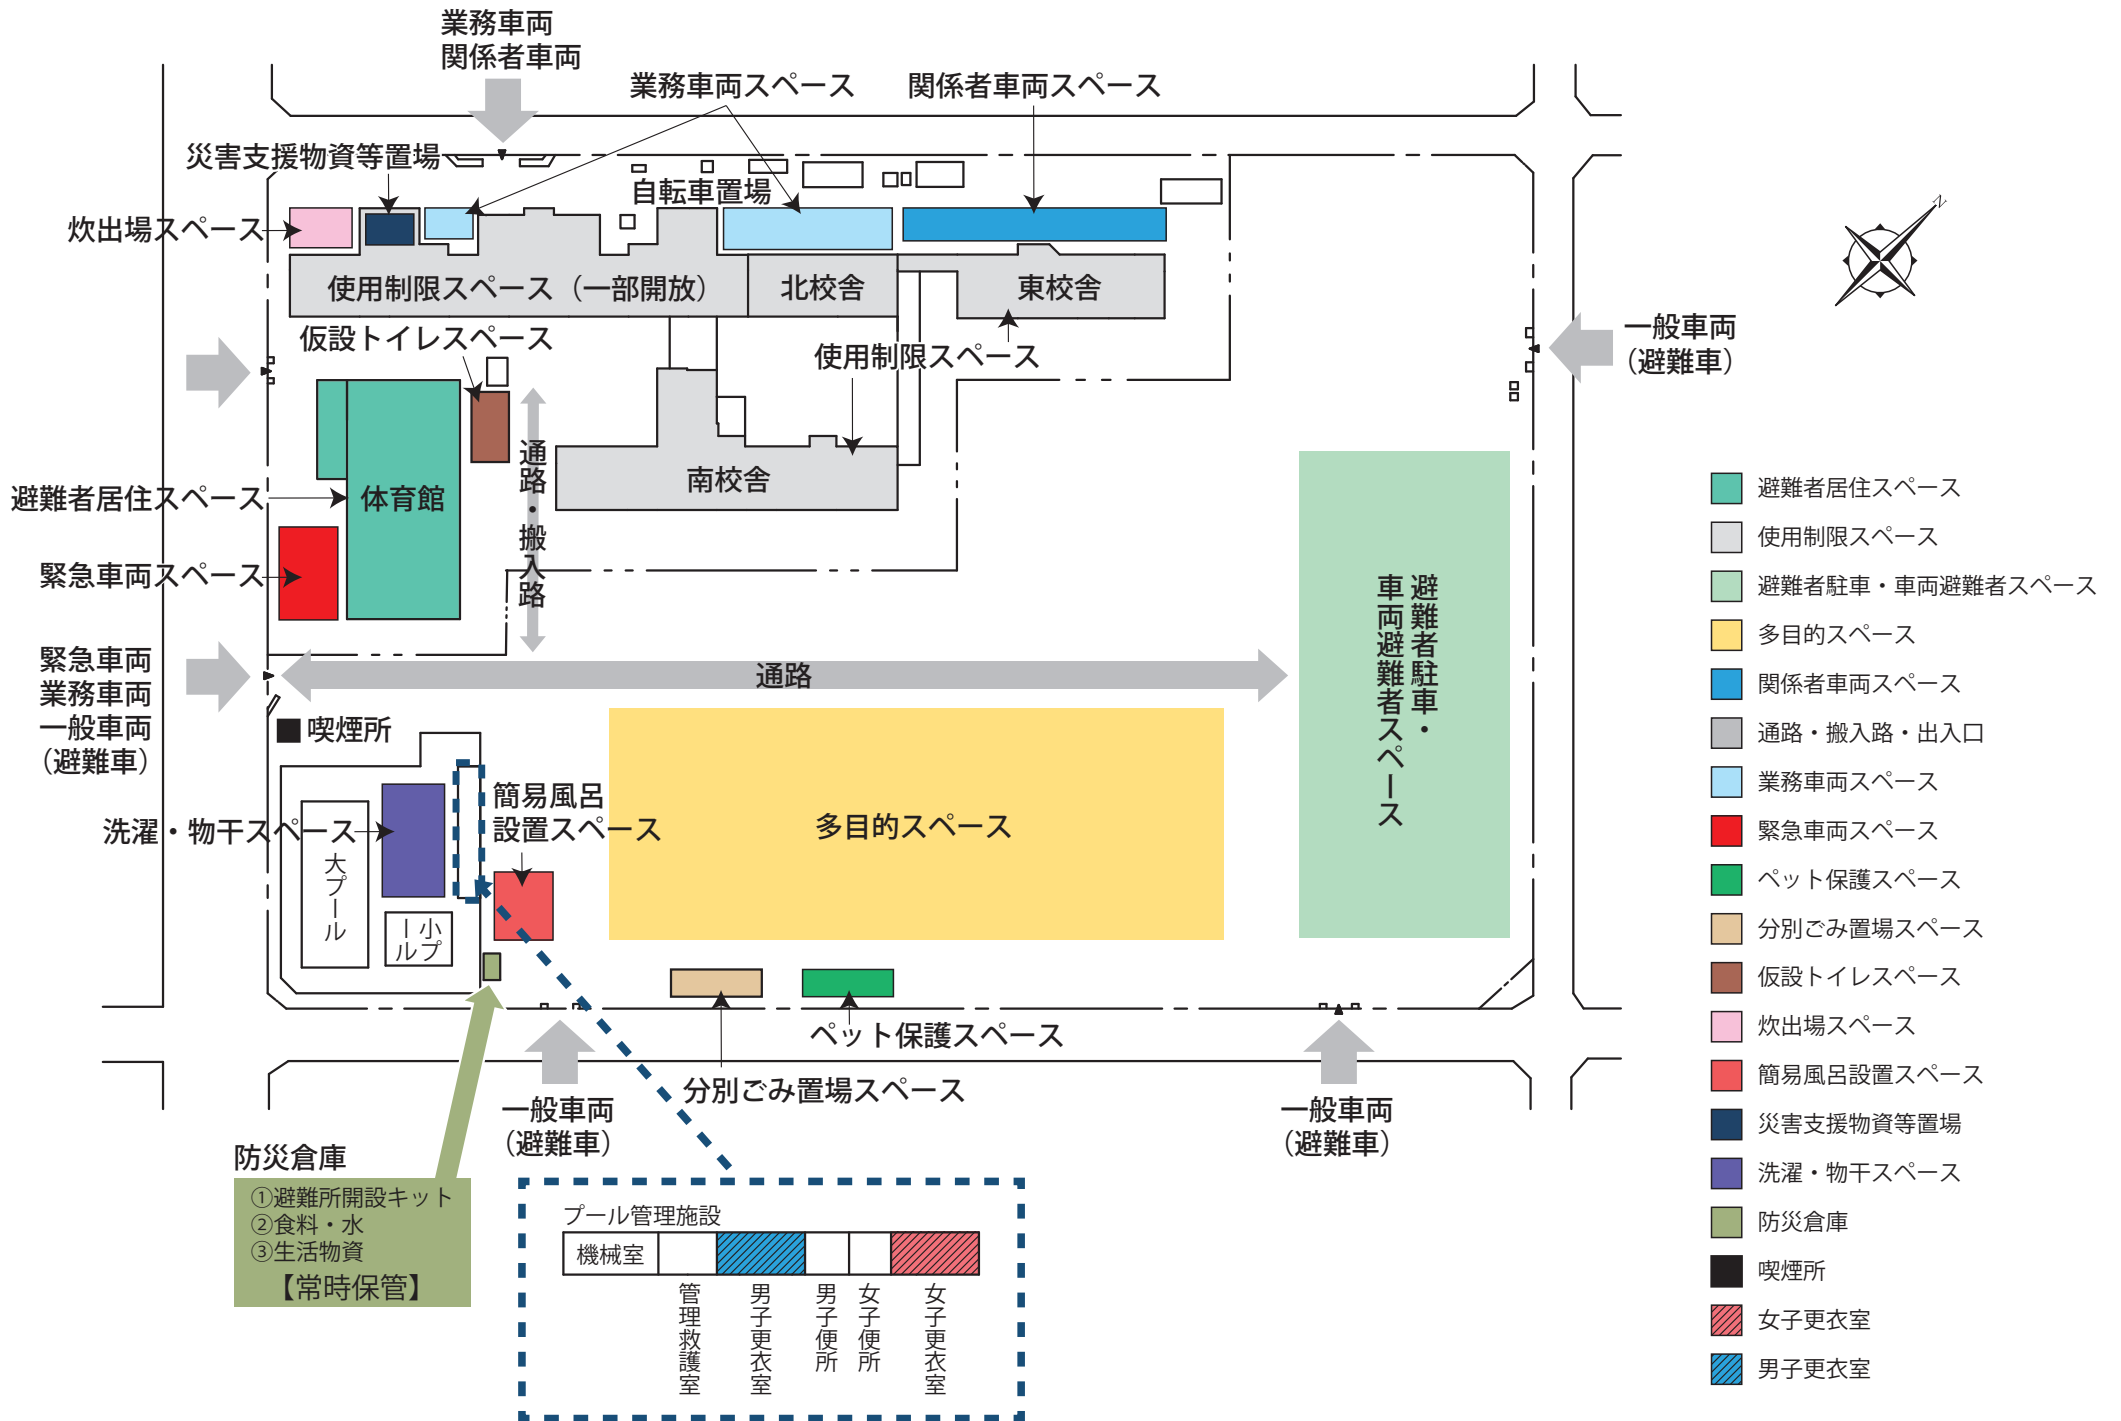 業務車両
関係者車両
業務車両スペース
関係者車両スペース
災害支援物資等置場
自転車置場
炊出場スペース
使用制限スペース（一部開放）
北校舎
東校舎
仮設トイレスペース
使用制限スペース
一般車両
（避難車）
N
通路・搬入路
南校舎
避難者居住スペース
体育館
緊急車両スペース
避難者駐車・
車両避難者スペース
緊急車両
業務車両
一般車両
（避難車）
通路
喫煙所
簡易風呂
設置スペース
洗濯・物干スペース
多目的スペース
大プール
小プ
ール
ペット保護スペース
分別ごみ置場スペース
一般車両
（避難車）
一般車両
（避難車）
防災倉庫
①避難所開設キット
②食料・水
③生活物資
【常時保管】
プール管理施設
機械室
管理救護室
男子更衣室
男子便所
女子便所
女子更衣室
避難者居住スペース
使用制限スペース
避難者駐車・車両避難者スペース
多目的スペース
関係者車両スペース
通路・搬入路・出入口
業務車両スペース
緊急車両スペース
ペット保護スペース
分別ごみ置場スペース
仮設トイレスペース
炊出場スペース
簡易風呂設置スペース
災害支援物資等置場
洗濯・物干スペース
防災倉庫
喫煙所
女子更衣室
男子更衣室